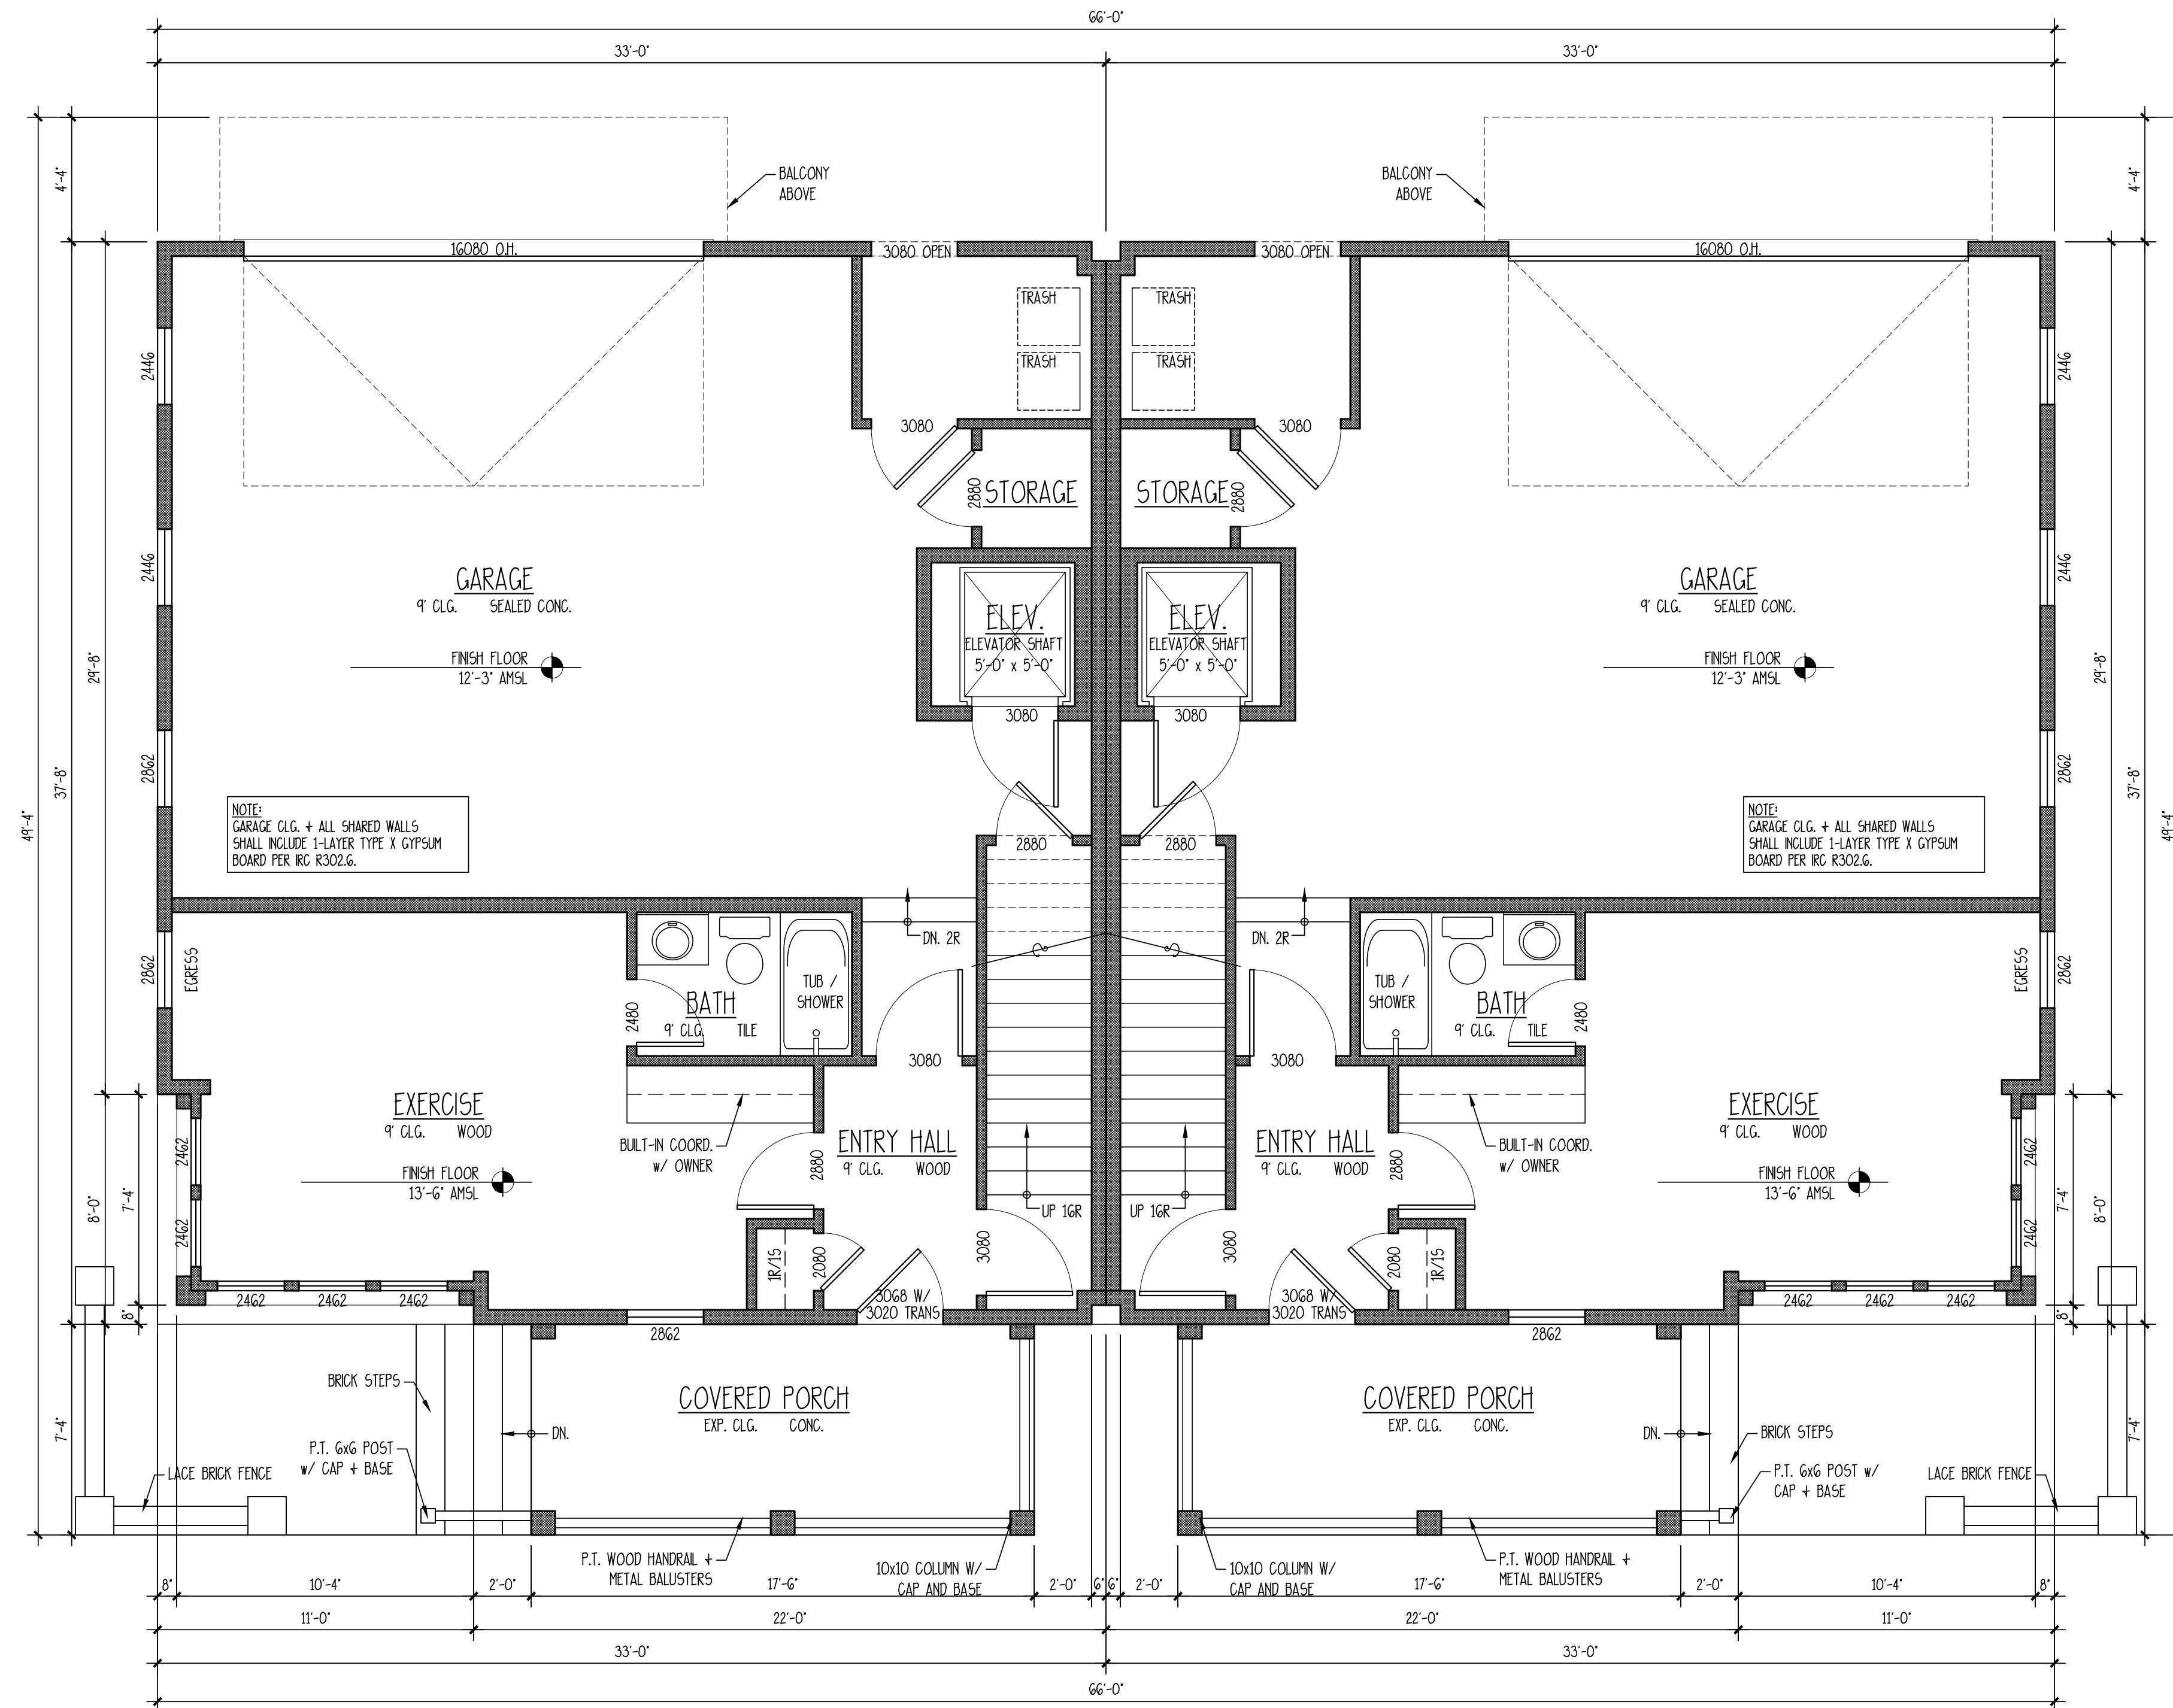 66'-0"
33'-0"
33'-0"
4'-4"
BALCONY
ABOVE
BALCONY
ABOVE
4'-4"
16080 O.H.
3080 OPEN
3080 OPEN
16080 O.H.
TRASH
TRASH
2446
2446
TRASH
TRASH
3080
3080
2880
STORAGE
STORAGE
2880
2446
2446
GARAGE
9' CLG. SEALED CONC.
GARAGE
9' CLG. SEALED CONC.
ELEV.
ELEVATOR SHAFT
5'-0" x 5'-0"
ELEV.
ELEVATOR SHAFT
5'-0" x 5'-0"
FINISH FLOOR
12'-3" AMSL
FINISH FLOOR
12'-3" AMSL
29'-8"
29'-8"
3080
3080
2862
2862
37'-8"
37'-8"
49'-4"
49'-4"
NOTE:
GARAGE CLG. + ALL SHARED WALLS
SHALL INCLUDE 1-LAYER TYPE X GYPSUM
BOARD PER IRC R302.6.
NOTE:
GARAGE CLG. + ALL SHARED WALLS
SHALL INCLUDE 1-LAYER TYPE X GYPSUM
BOARD PER IRC R302.6.
2880
2880
DN. 2R
DN. 2R
2862
EGRESS
EGRESS
2862
TUB /
SHOWER
TUB /
SHOWER
BATH
9' CLG. TILE
BATH
9' CLG. TILE
2480
2480
3080
3080
EXERCISE
9' CLG. WOOD
EXERCISE
9' CLG. WOOD
BUILT-IN COORD.
w/ OWNER
ENTRY HALL
9' CLG. WOOD
ENTRY HALL
9' CLG. WOOD
BUILT-IN COORD.
w/ OWNER
2462
2880
2880
2462
FINISH FLOOR
13'-6" AMSL
FINISH FLOOR
13'-6" AMSL
8'-0"
7'-4"
7'-4"
8'-0"
UP 16R
UP 16R
2462
3080
3080
2462
1R/15
2080
2080
1R/15
2462
2462
2462
3068 W/
3020 TRANS
3068 W/
3020 TRANS
2462
2462
2462
8"
8"
2862
2862
BRICK STEPS
COVERED PORCH
EXP. CLG. CONC.
COVERED PORCH
EXP. CLG. CONC.
7'-4"
DN.
DN.
BRICK STEPS
7'-4"
P.T. 6x6 POST
w/ CAP + BASE
LACE BRICK FENCE
P.T. 6x6 POST w/
CAP + BASE
LACE BRICK FENCE
P.T. WOOD HANDRAIL +
METAL BALUSTERS
10x10 COLUMN W/
CAP AND BASE
10x10 COLUMN W/
CAP AND BASE
P.T. WOOD HANDRAIL +
METAL BALUSTERS
8"
10'-4"
2'-0"
17'-6"
2'-0"
6"
6"
2'-0"
17'-6"
2'-0"
10'-4"
8"
11'-0"
22'-0"
22'-0"
11'-0"
33'-0"
33'-0"
66'-0"